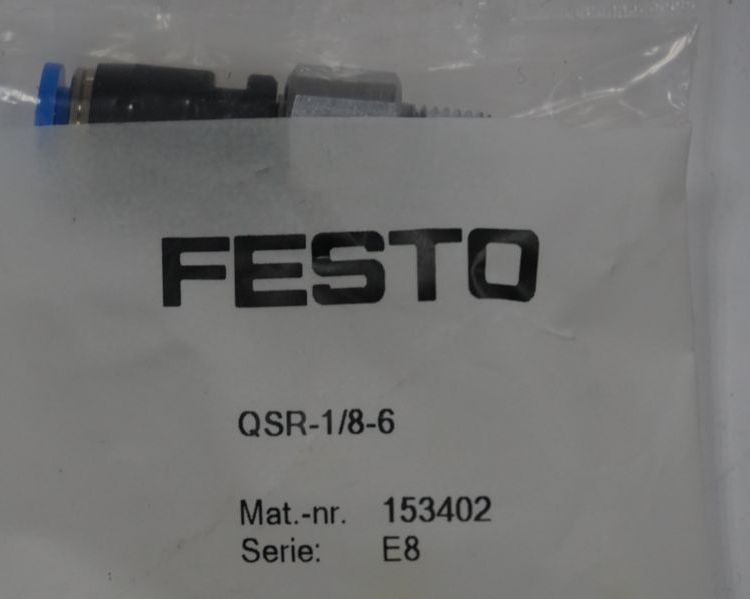 FESTO
QSR-1/8-6
Mat.-nr. 153402
Serie: E8